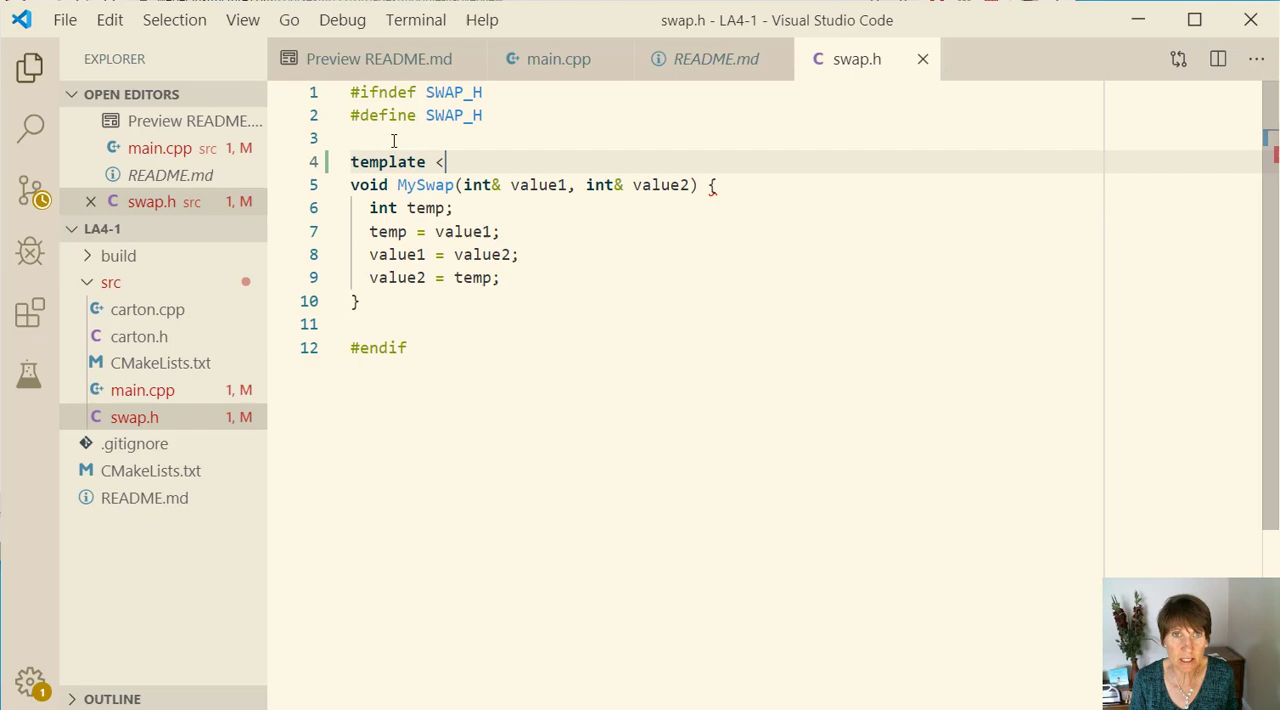 File Edit Selection View Go Debug Terminal Help swap.h - LA4-1 - Visual Studio Code
EXPLORER
Preview README.md
main.cpp
README.md
swap.h
OPEN EDITORS
Preview README....
main.cpp src 1, M
README.md
swap.h src 1, M
LA4-1
build
src
carton.cpp
carton.h
CMakeLists.txt
main.cpp 1, M
swap.h 1, M
.gitignore
CMakeLists.txt
README.md
OUTLINE
1
1 #ifndef SWAP_H
2 #define SWAP_H
3
4 template <
5 void MySwap(int& value1, int& value2) {
6 int temp;
7 temp = value1;
8 value1 = value2;
9 value2 = temp;
10 }
11
12 #endif